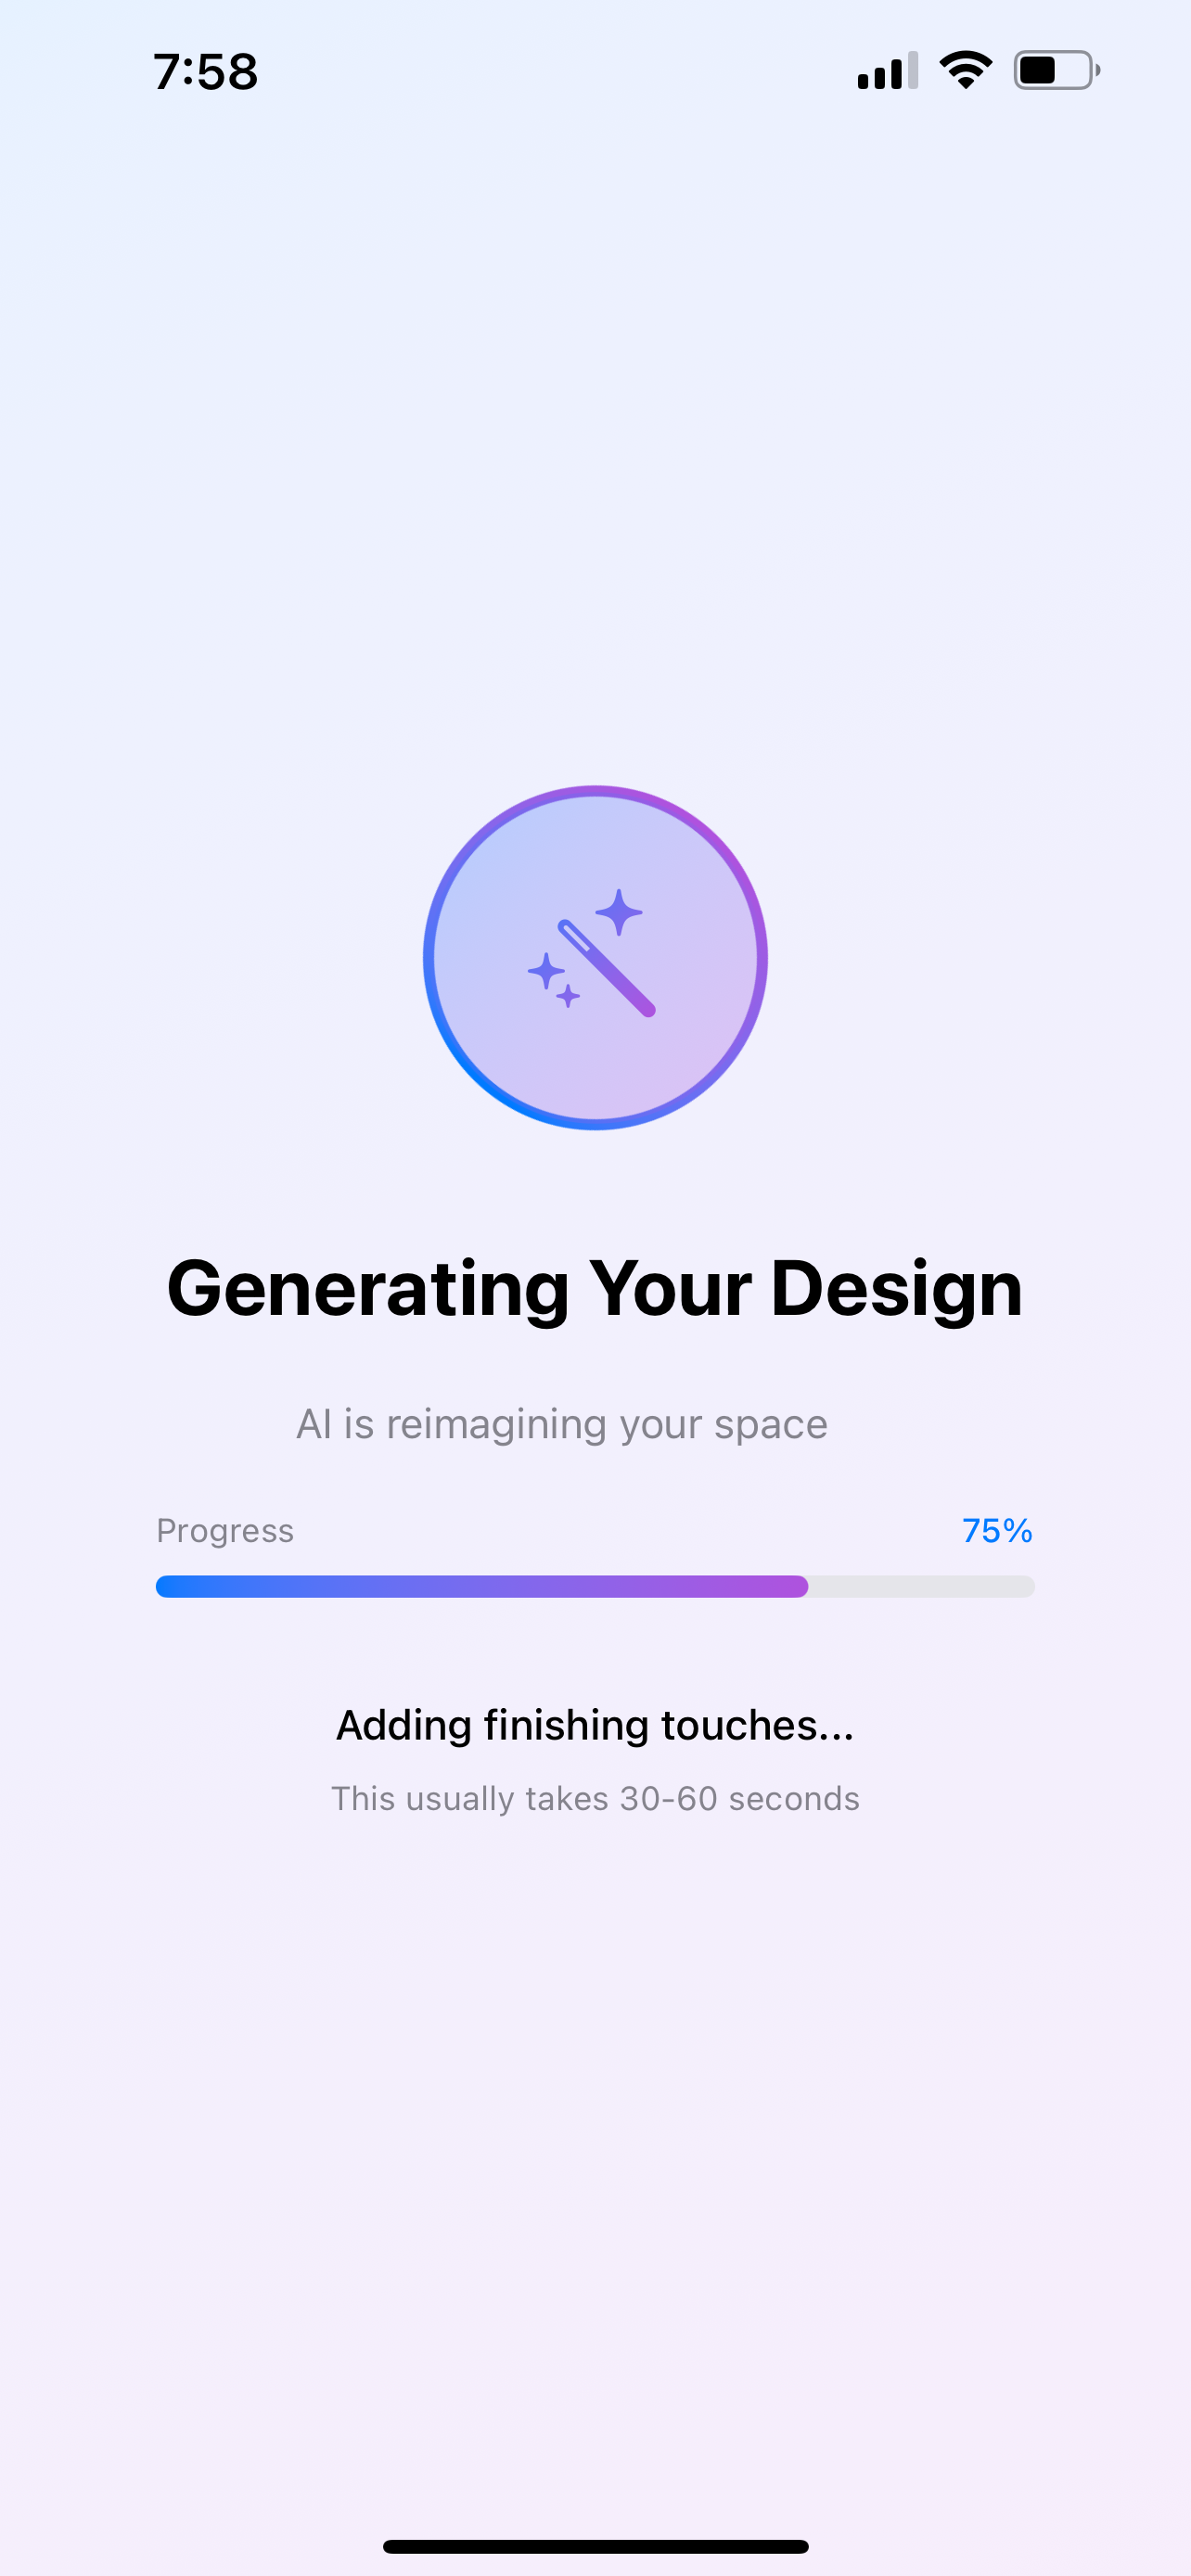 7:58
Generating Your Design
AI is reimagining your space
Progress 75%
Adding finishing touches...
This usually takes 30-60 seconds